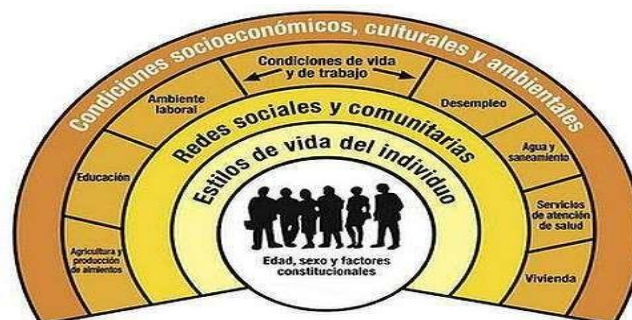 Condiciones socioeconómicos, culturales y ambientales
Condiciones de vida
y de trabajo
Ambiente
laboral
Desempleo
Educación
Agua y
saneamiento
Agricultura y
producción
de almientos
Servicios
de atención
de salud
Vivienda
Redes sociales y comunitarias
Estilos de vida del individuo
Edad, sexo y factores
constitucionales